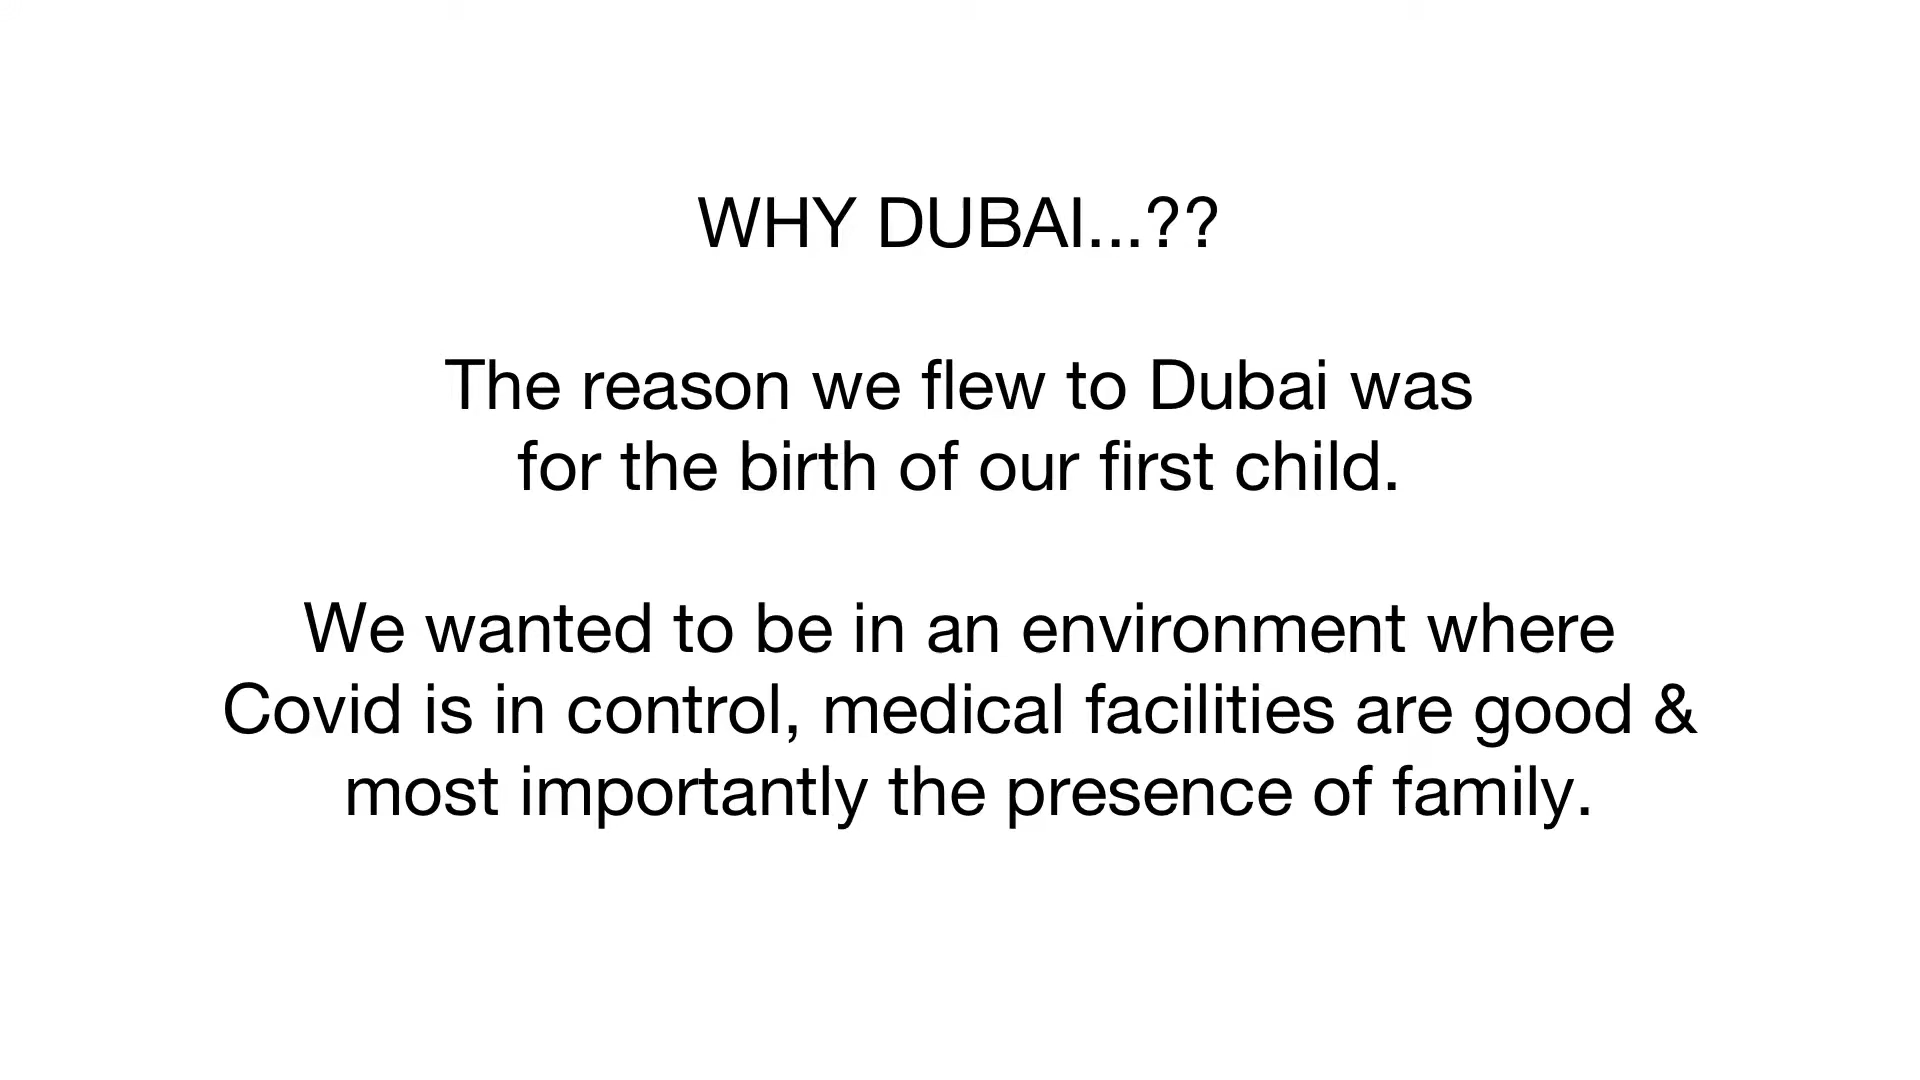 WHY DUBAI...??
The reason we flew to Dubai was
for the birth of our first child.
We wanted to be in an environment where
Covid is in control, medical facilities are good &
most importantly the presence of family.